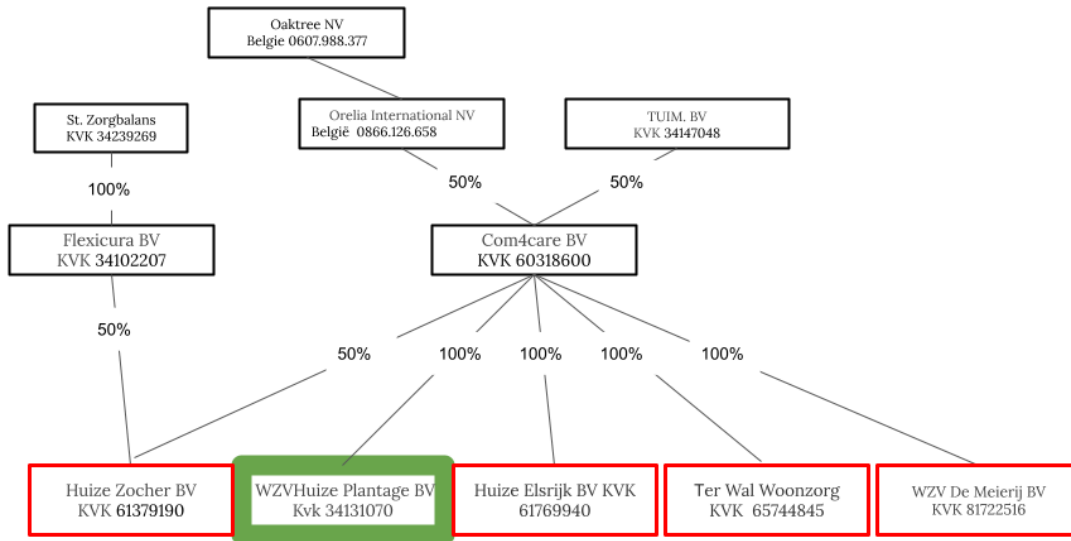 Oaktree NV
Belgie 0607.988.377
St. Zorgbalans
KVK 34239269
Orelia International NV
België 0866.126.658
TUIM. BV
KVK 34147048
100%
50%
50%
Flexicura BV
KVK 34102207
Com4care BV
KVK 60318600
50%
50%
100%
100%
100%
100%
Huize Zocher BV
KVK 61379190
WZVHuize Plantage BV
Kvk 34131070
Huize Elsrijk BV KVK
61769940
Ter Wal Woonzorg
KVK 65744845
WZV De Meierij BV
KVK 81722516